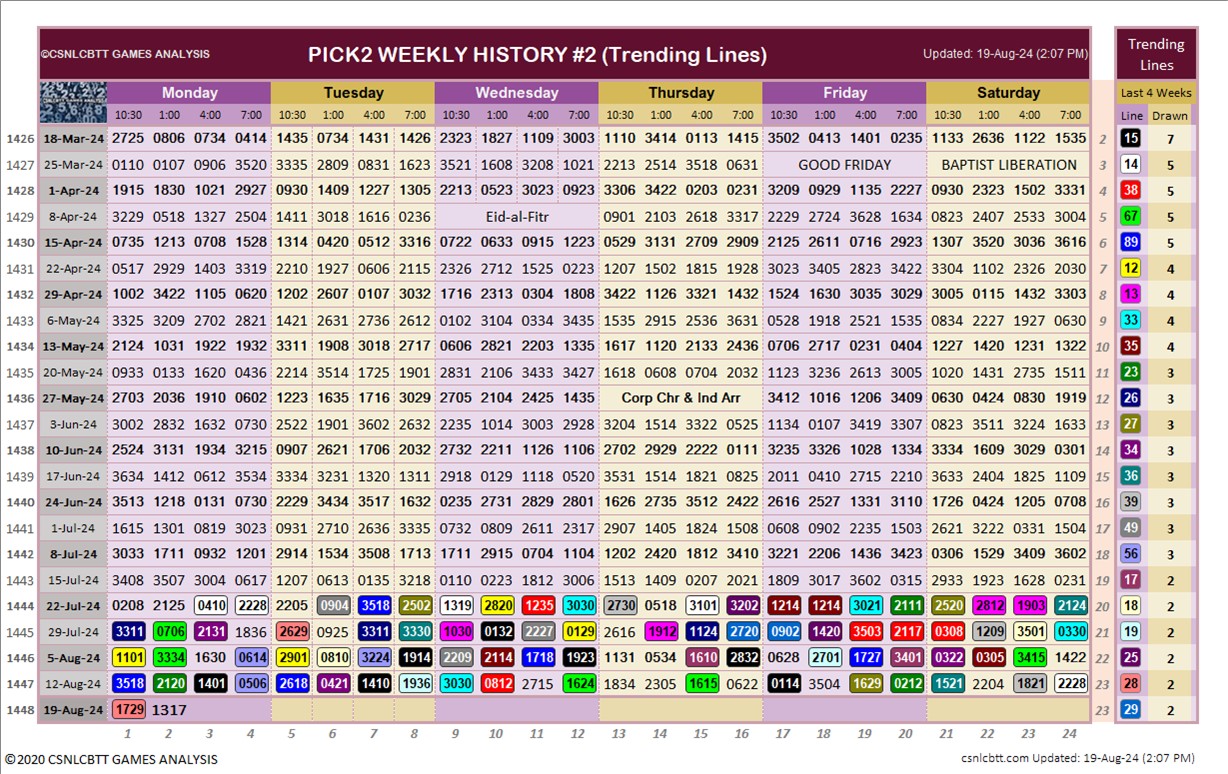 ©CSNLCBTT GAMES ANALYSIS PICK2 WEEKLY HISTORY #2 (Trending Lines) Updated: 19-Aug-24 (2:07 PM) Trending Lines
Monday Tuesday Wednesday Thursday Friday Saturday Last 4 Weeks
10:30 1:00 4:00 7:00 10:30 1:00 4:00 8:00 10:30 1:00 4:00 7:00 10:30 1:00 4:00 7:00 10:30 1:00 4:00 7:00 10:30 1:00 4:00 7:00 Line Drawn
1426 18-Mar-24 2725 0806 0734 0414 1435 0734 1431 1426 2323 1827 1109 3003 1110 3414 0113 1415 3502 0413 1401 0235 1133 2636 1122 1535 2 15 7
1427 25-Mar-24 0110 0107 0906 3520 3335 2809 0831 1623 3521 1608 3208 1021 2213 2514 3518 0631 GOOD FRIDAY BAPTIST LIBERATION 3 14 5
1428 1-Apr-24 1915 1830 1021 2927 0930 1409 1227 1305 2213 0523 3023 0923 3306 3422 0203 0231 3209 0929 1135 2227 0930 2323 1502 3331 4 38 5
1429 8-Apr-24 3229 0518 1327 2504 1411 3018 1616 0236 Eid-al-Fitr 0901 2103 2618 3317 2229 2724 3628 1634 0823 2407 2533 3004 5 67 5
1430 15-Apr-24 0735 1213 0708 1528 1314 0420 0512 3316 0722 0633 0915 1223 0529 3131 2709 2909 2125 2611 0716 2923 1307 3520 3036 3616 6 89 5
1431 22-Apr-24 0517 2929 1403 3319 2210 1927 0606 2115 2326 2712 1525 0223 1207 1502 1815 1928 3023 3405 2823 3422 3304 1102 2326 2030 7 12 4
1432 29-Apr-24 1002 3422 1105 0620 1202 2607 0107 3033 1716 2313 0304 1808 3422 1126 3321 1432 1524 1630 3335 3029 3005 0115 1432 3303 8 13 4
1433 6-May-24 3325 3209 2702 2821 1421 2631 2736 2612 0102 3104 0334 3435 1535 2915 2536 3631 0528 1918 2521 1535 0834 2227 1927 0630 9 33 4
1434 13-May-24 2124 1031 1922 1932 3311 1908 3018 2717 0606 2821 2203 1335 1617 1120 2133 2436 0706 2717 0231 0404 1227 1420 1231 1322 10 35 4
1435 20-May-24 0933 0133 1620 0436 2214 3514 1725 1901 2831 2106 3433 3427 1618 0608 0704 2032 1123 3236 2613 3005 1020 1431 2735 1511 11 23 3
1436 27-May-24 2703 2036 1910 0602 1223 1635 1716 3029 2705 2104 2425 1435 Corp Chr & Ind Arr 3412 1016 1206 3409 0630 0424 0830 1919 12 26 3
1437 3-Jun-24 3002 2832 1632 0730 2522 1901 3602 2632 2235 1014 3003 2928 3204 1514 3322 0525 1134 0107 3419 3307 0823 3511 3224 1633 13 27 3
1438 10-Jun-24 2524 3131 1934 3215 0907 2621 1706 2032 2732 2211 1126 1106 2702 2929 2222 0111 3235 3326 1028 1334 3334 1609 3029 0301 14 34 3
1439 17-Jun-24 3634 1412 0612 3534 3334 3231 1320 1311 2918 0120 1118 0520 3531 1514 1821 0825 2011 0410 2715 2210 3633 2404 1825 1109 15 36 3
1440 24-Jun-24 3513 1218 0131 0730 2229 3434 3517 1632 0235 2731 2829 2801 1626 2735 3512 2422 2616 2527 1331 3110 1726 0424 1205 0708 16 39 3
1441 1-Jul-24 1615 1301 0819 3023 0931 2710 2636 3335 0732 0809 2611 2317 2907 1405 1824 1508 0608 0902 2235 1503 2621 3222 0331 1504 17 49 3
1442 8-Jul-24 3033 1711 0932 1201 2914 1534 3508 1713 1711 2915 0704 1104 1202 2420 1812 3410 3221 2206 1436 3423 0306 1529 3409 3602 18 56 3
1443 15-Jul-24 3408 3507 3004 0617 1207 0613 0135 3218 0110 0223 1812 3006 1513 1409 0207 2021 1809 3017 3602 0315 2933 1923 1628 0231 19 17 2
1444 22-Jul-24 0208 2125 0410 2228 2205 0904 3518 2502 1319 2820 1235 3030 2730 0518 3101 3202 1214 1214 3021 2111 2520 2812 1903 2124 20 18 2
1445 29-Jul-24 3311 0706 2131 1836 2629 0925 3311 3330 1030 0132 2227 0129 2616 1912 1124 2720 0902 1420 3503 2117 0308 1209 3501 0330 21 19 2
1446 5-Aug-24 1101 3334 1630 0614 2901 0810 3224 1914 2209 2114 1718 1923 1131 0534 1610 2832 0628 2701 1727 3401 0322 0305 3415 1422 22 25 2
1447 12-Aug-24 3518 2120 1401 0506 2618 0421 1410 1936 3030 0812 2715 1624 1834 2305 1615 0622 0114 3504 1629 0212 1521 2204 1821 2228 23 28 2
1448 19-Aug-24 1729 1317 23 29 2
1 2 3 4 5 6 7 8 9 10 11 12 13 14 15 16 17 18 19 20 21 22 23 24
©2020 CSNLCBTT GAMES ANALYSIS csnlcbtt.com Updated: 19-Aug-24 (2:07 PM)